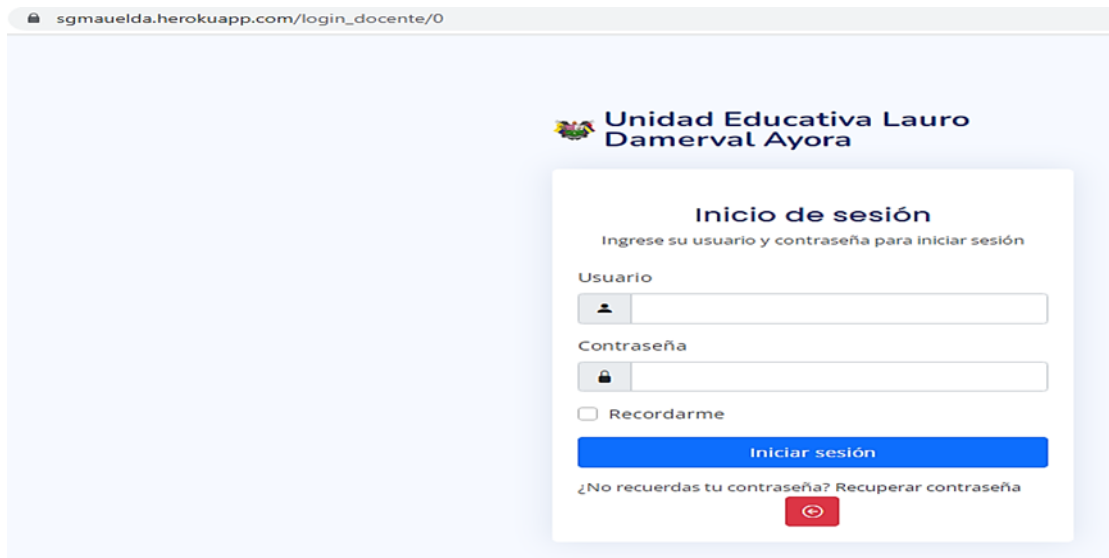 sgmauelda.herokuapp.com/login_docente/0
Unidad Educativa Lauro
Damerval Ayora
Inicio de sesión
Ingrese su usuario y contraseña para iniciar sesión
Usuario
Contraseña
Recordarme
Iniciar sesión
¿No recuerdas tu contraseña? Recuperar contraseña